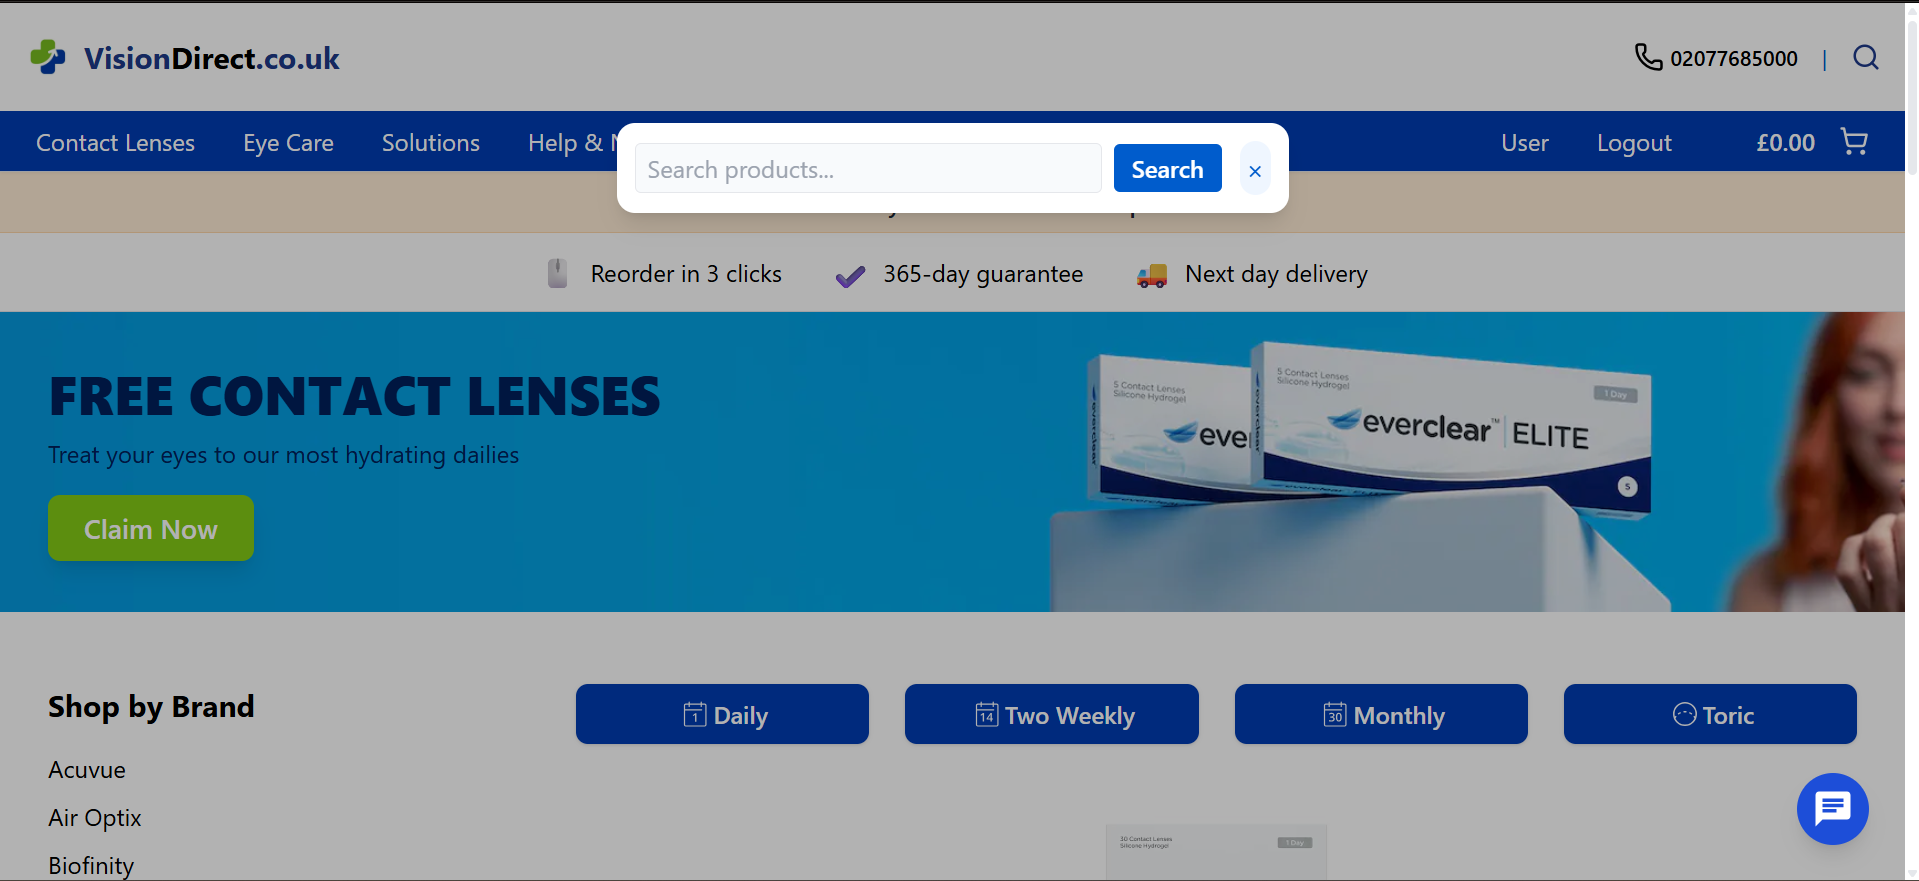 VisionDirect.co.uk
02077685000 |
Contact Lenses Eye Care Solutions Help &
User Logout £0.00
Search products...
Search
×
Reorder in 3 clicks
365-day guarantee
Next day delivery
FREE CONTACT LENSES
Treat your eyes to our most hydrating dailies
Claim Now
5 Contact Lenses
Silicone Hydrogel
eve
everclear
5 Contact Lenses
Silicone Hydrogel
1 Day
everclear™ ELITE
everclear
5
Shop by Brand
Acuvue
Air Optix
Biofinity
1 Daily
14 Two Weekly
30 Monthly
Toric
30 Contact Lenses
Silicone Hydrogel
1 Day